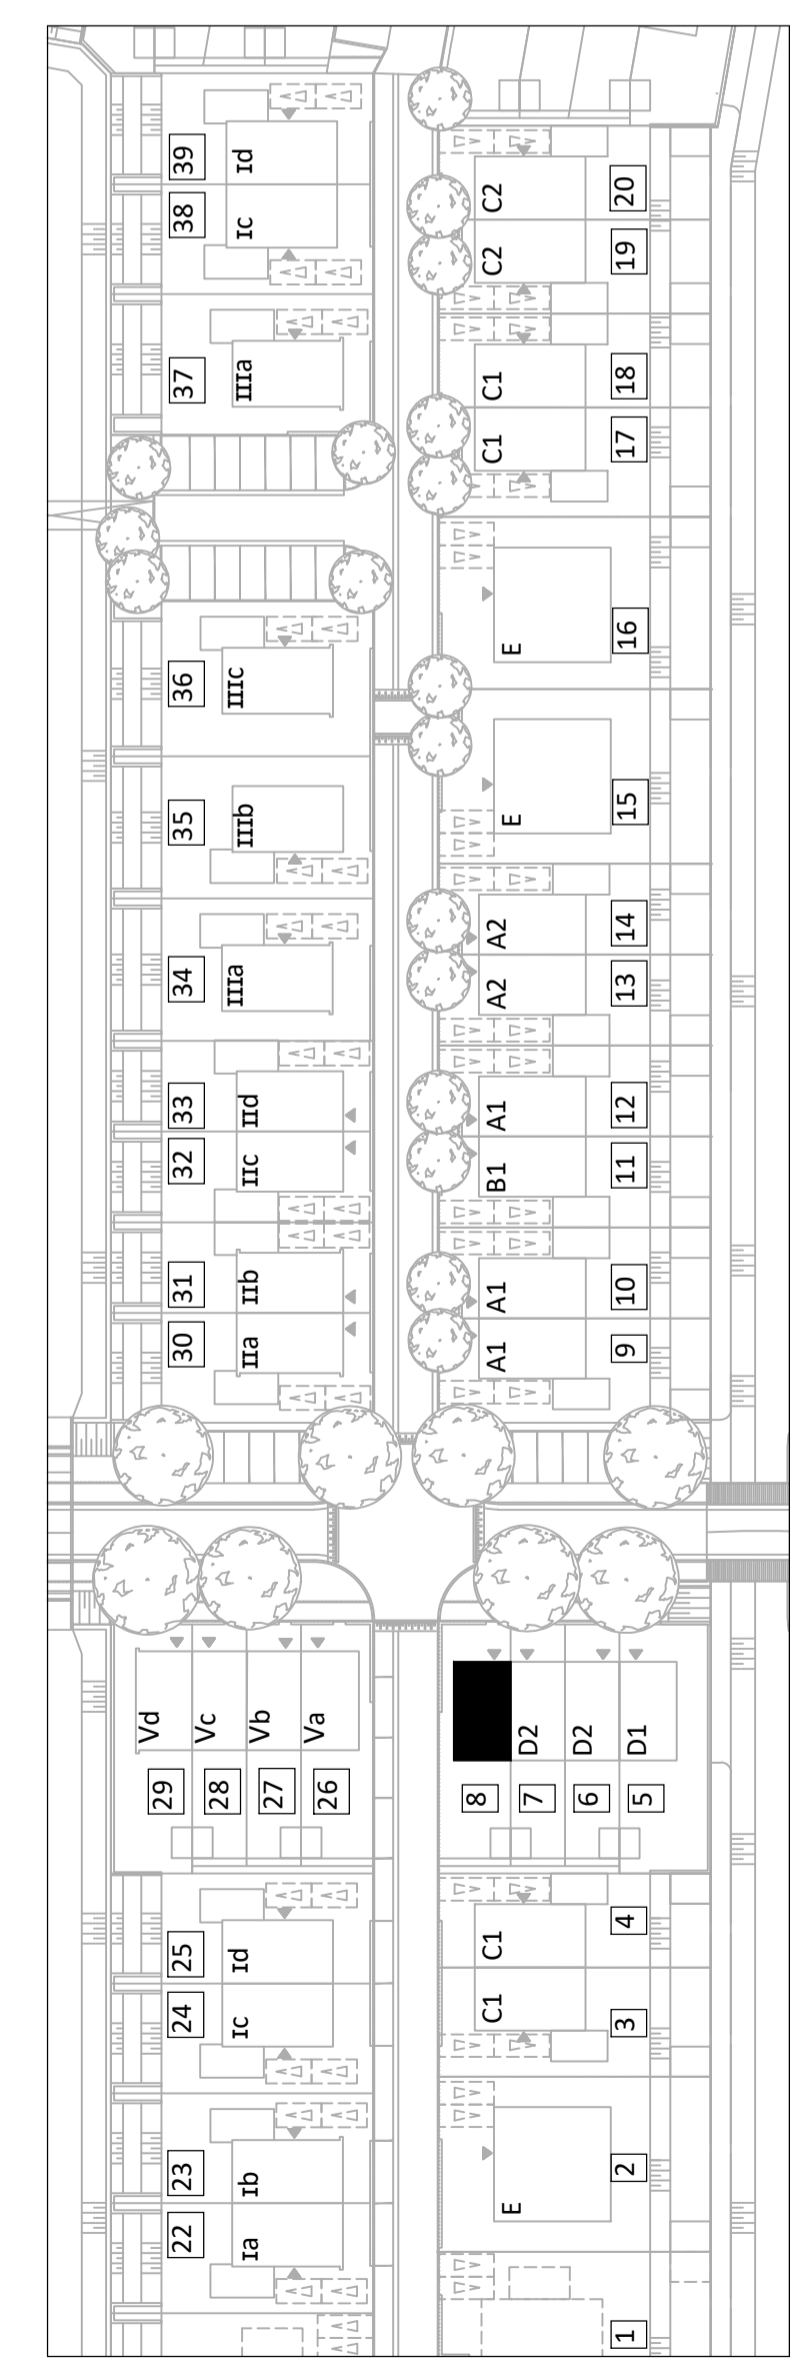 22 23 24 25 30 31 32 33 34 35 36 37 38 39
Ia Ib Ic Id IIa IIb IIc IId IIIa IIIb IIIc IIIa Ic Id
29 Vd
28 Vc
27 Vb
26 Va
8
7 D2
6 D2
5 D1
E C1 C1 A1 A1 B1 A1 A2 A2 E E C1 C1 C2 C2
1 2 3 4 9 10 11 12 13 14 15 16 17 18 19 20